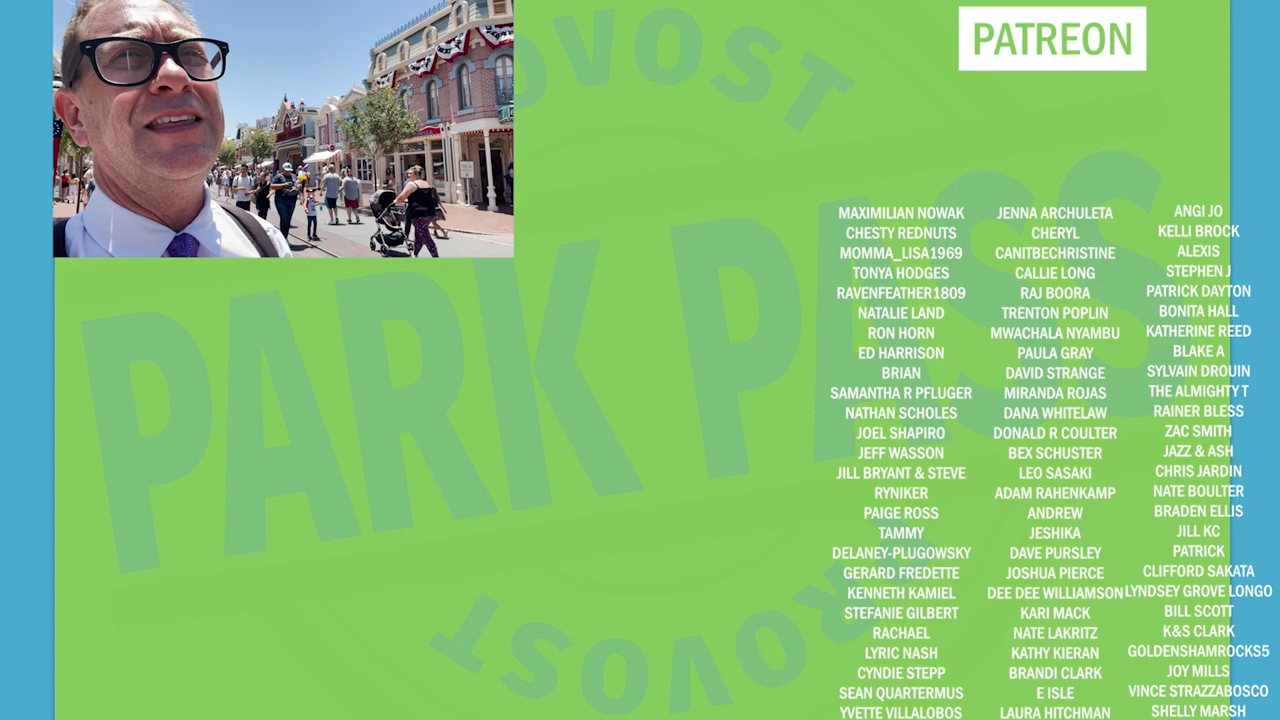 PROVOST
PARK PASS
PROVOST
PATREON
MAXIMILIAN NOWAK
CHESTY REDNUTS
MOMMA_LISA1969
TONYA HODGES
RAVENFEATHER1809
NATALIE LAND
RON HORN
ED HARRISON
BRIAN
SAMANTHA R PFLUGER
NATHAN SCHOLES
JOEL SHAPIRO
JEFF WASSON
JILL BRYANT & STEVE
RYNIKER
PAIGE ROSS
TAMMY
DELANEY-PLUGOWSKY
GERARD FREDETTE
KENNETH KAMIEL
STEFANIE GILBERT
RACHAEL
LYRIC NASH
CYNDIE STEPP
SEAN QUARTERMUS
YVETTE VILLALOBOS
JENNA ARCHULETA
CHERYL
CANITBECHRISTINE
CALLIE LONG
RAJ BOORA
TRENTON POPLIN
MWACHALA NYAMBU
PAULA GRAY
DAVID STRANGE
MIRANDA ROJAS
DANA WHITELAW
DONALD R COULTER
BEX SCHUSTER
LEO SASAKI
ADAM RAHENKAMP
ANDREW
JESHIKA
DAVE PURSLEY
JOSHUA PIERCE
DEE DEE WILLIAMSON
KARI MACK
NATE LAKRITZ
KATHY KIERAN
BRANDI CLARK
E ISLE
LAURA HITCHMAN
ANGI JO
KELLI BROCK
ALEXIS
STEPHEN J
PATRICK DAYTON
BONITA HALL
KATHERINE REED
BLAKE A
SYLVAIN DROUIN
THE ALMIGHTY T
RAINER BLESS
ZAC SMITH
JAZZ & ASH
CHRIS JARDIN
NATE BOULTER
BRADEN ELLIS
JILL KC
PATRICK
CLIFFORD SAKATA
LYNDSEY GROVE LONGO
BILL SCOTT
K&S CLARK
GOLDENSHAMROCKS5
JOY MILLS
VINCE STRAZZABOSCO
SHELLY MARSH